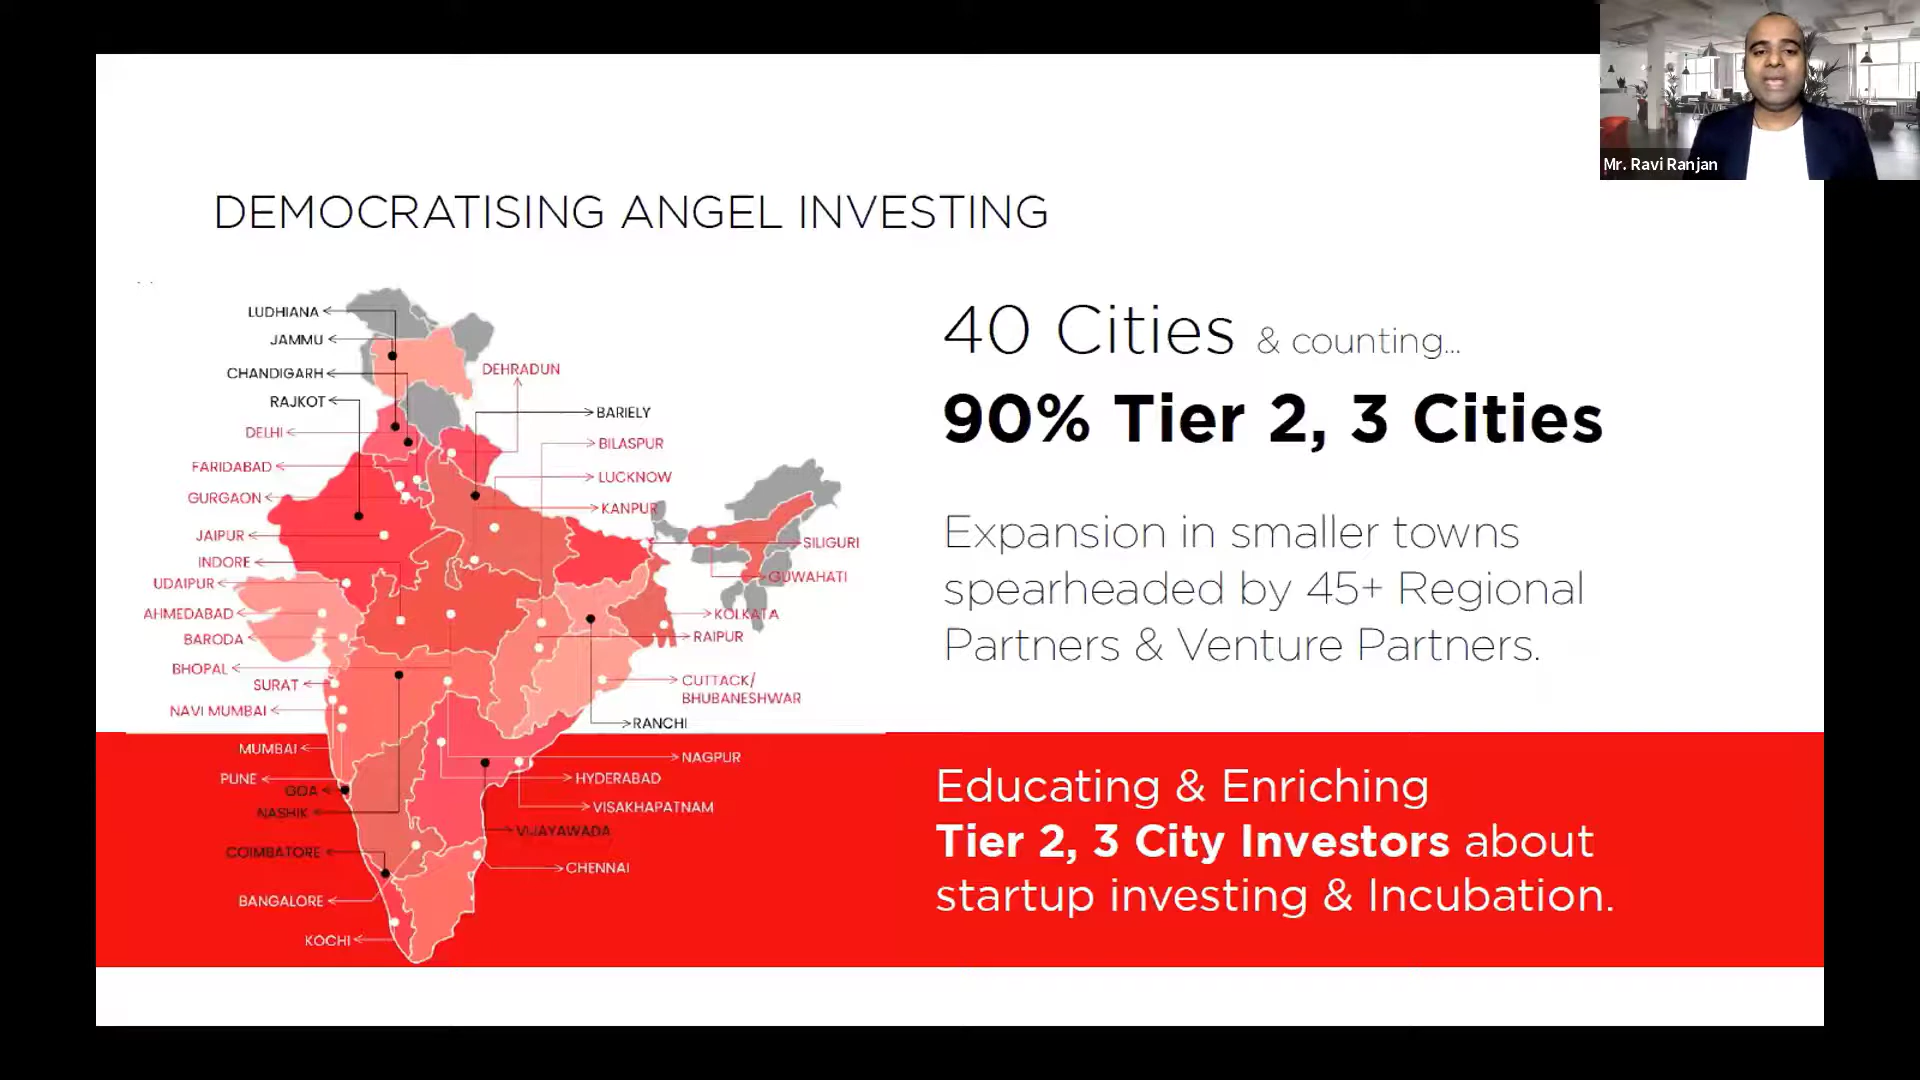 Mr. Ravi Ranjan
DEMOCRATISING ANGEL INVESTING
LUDHIANA
JAMMU
CHANDIGARH
RAJKOT
DELHI
FARIDABAD
GURGAON
JAIPUR
INDORE
UDAIPUR
AHMEDABAD
BARODA
BHOPAL
SURAT
NAVI MUMBAI
MUMBAI
PUNE
GOA
NASHIK
COIMBATORE
BANGALORE
KOCHI
DEHRADUN
BARIELY
BILASPUR
LUCKNOW
KANPUR
SILIGURI
GUWAHATI
KOLKATA
RAIPUR
CUTTACK/
BHUBANESHWAR
RANCHI
NAGPUR
HYDERABAD
VISAKHAPATNAM
VIJAYAWADA
CHENNAI
40 Cities & counting...
90% Tier 2, 3 Cities
Expansion in smaller towns
spearheaded by 45+ Regional
Partners & Venture Partners.
Educating & Enriching
Tier 2, 3 City Investors about
startup investing & Incubation.